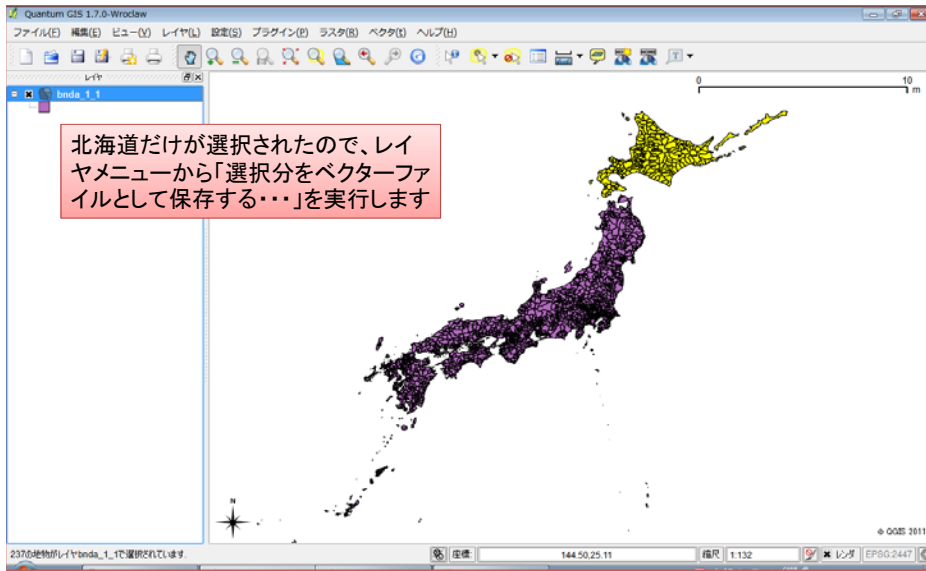 Quantum GIS 1.7.0-Wroclaw
ファイル(F) 編集(E) ビュー(V) レイヤ(L) 設定(S) プラグイン(P) ラスタ(R) ベクタ(t) ヘルプ(H)
レイヤ
bnda_1_1
0 10
m
北海道だけが選択されたので、レイ
ヤメニューから「選択分をベクターファ
イルとして保存する・・・」を実行します
N
© QGIS 2011
237の地物がレイヤbnda_1_1で選択されています.
座標: 144.50,25.11 縮尺 1:132 レンダ EPSG:2447